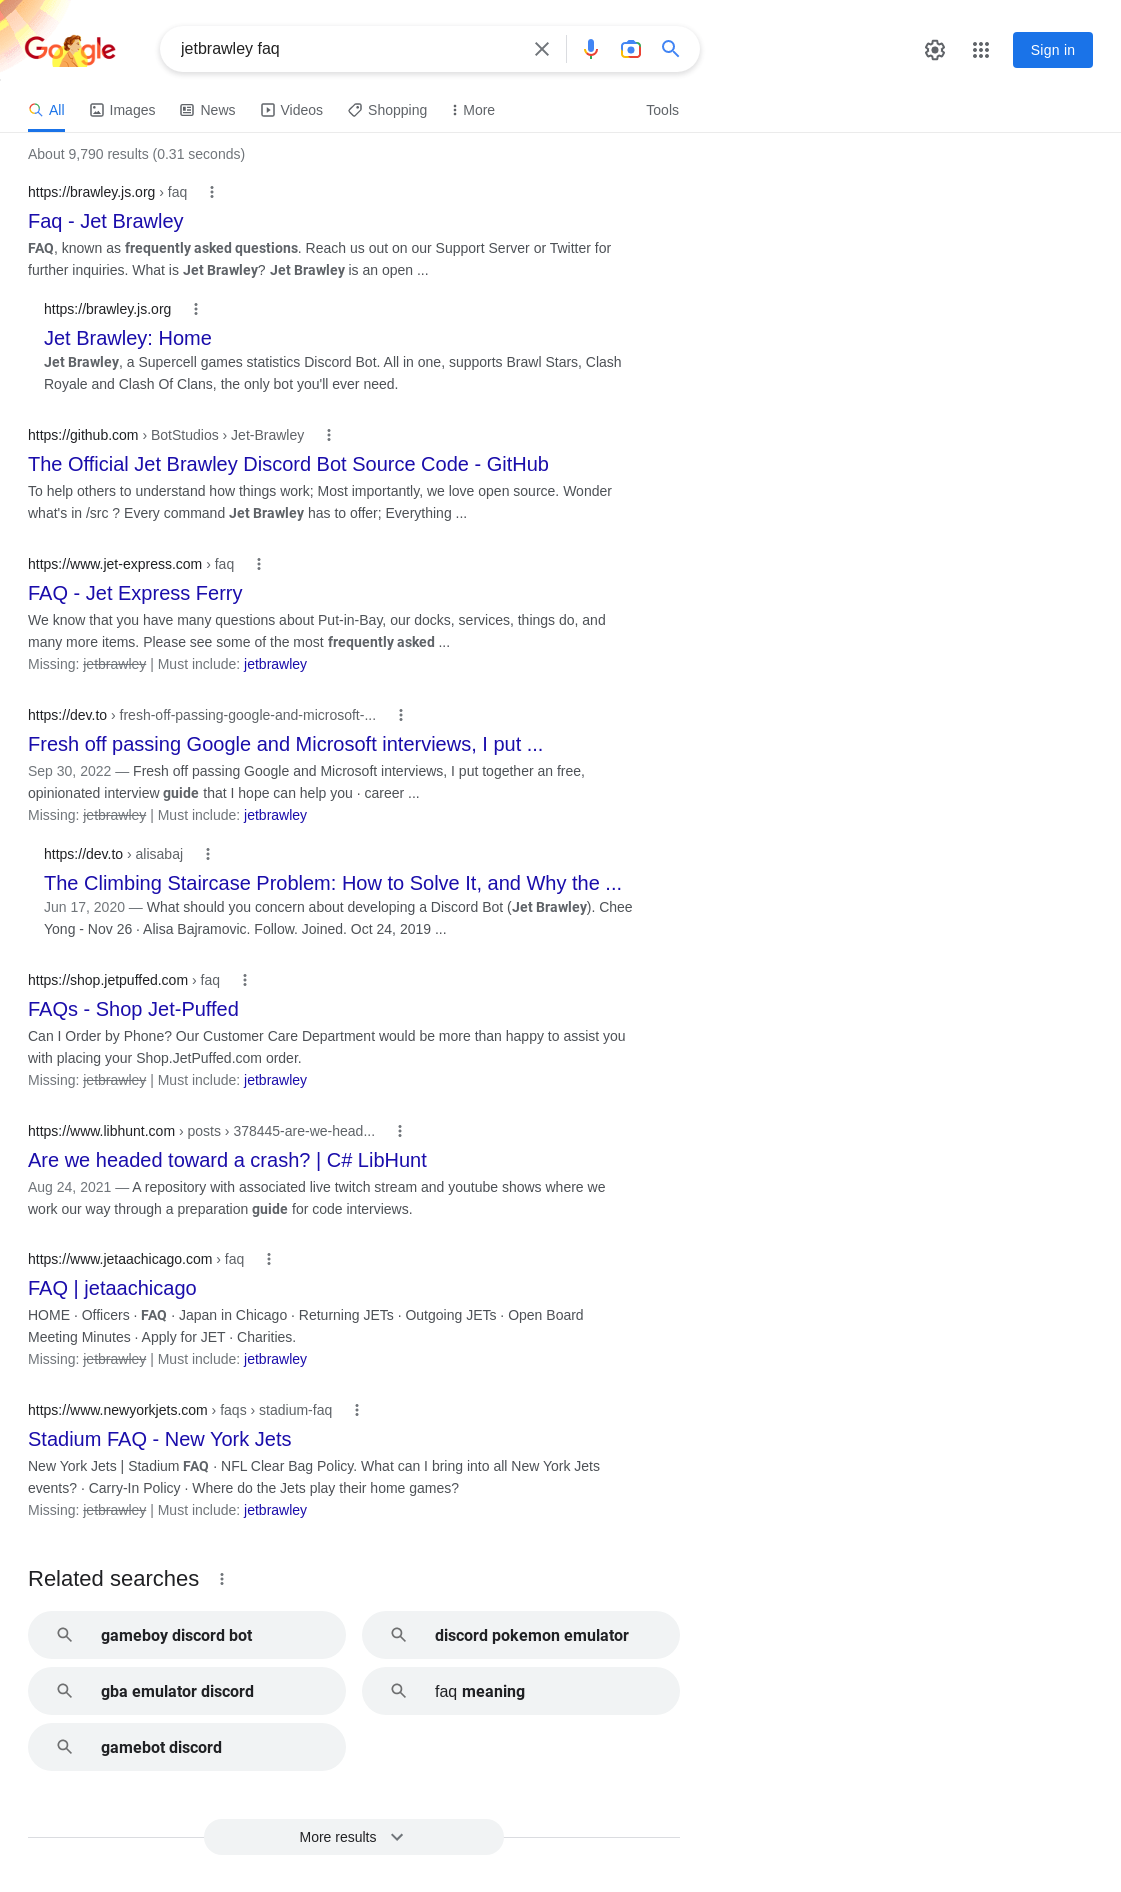 Google
jetbrawley faq
Sign in
All Images News Videos Shopping More Tools
About 9,790 results (0.31 seconds)
https://brawley.js.org › faq
Faq - Jet Brawley
FAQ, known as frequently asked questions. Reach us out on our Support Server or Twitter for
further inquiries. What is Jet Brawley? Jet Brawley is an open ...
https://brawley.js.org
Jet Brawley: Home
Jet Brawley, a Supercell games statistics Discord Bot. All in one, supports Brawl Stars, Clash
Royale and Clash Of Clans, the only bot you'll ever need.
https://github.com › BotStudios › Jet-Brawley
The Official Jet Brawley Discord Bot Source Code - GitHub
To help others to understand how things work; Most importantly, we love open source. Wonder
what's in /src ? Every command Jet Brawley has to offer; Everything ...
https://www.jet-express.com › faq
FAQ - Jet Express Ferry
We know that you have many questions about Put-in-Bay, our docks, services, things do, and
many more items. Please see some of the most frequently asked ...
Missing: jetbrawley | Must include: jetbrawley
https://dev.to › fresh-off-passing-google-and-microsoft-...
Fresh off passing Google and Microsoft interviews, I put ...
Sep 30, 2022 — Fresh off passing Google and Microsoft interviews, I put together an free,
opinionated interview guide that I hope can help you · career ...
Missing: jetbrawley | Must include: jetbrawley
https://dev.to › alisabaj
The Climbing Staircase Problem: How to Solve It, and Why the ...
Jun 17, 2020 — What should you concern about developing a Discord Bot (Jet Brawley). Chee
Yong - Nov 26 · Alisa Bajramovic. Follow. Joined. Oct 24, 2019 ...
https://shop.jetpuffed.com › faq
FAQs - Shop Jet-Puffed
Can I Order by Phone? Our Customer Care Department would be more than happy to assist you
with placing your Shop.JetPuffed.com order.
Missing: jetbrawley | Must include: jetbrawley
https://www.libhunt.com › posts › 378445-are-we-head...
Are we headed toward a crash? | C# LibHunt
Aug 24, 2021 — A repository with associated live twitch stream and youtube shows where we
work our way through a preparation guide for code interviews.
https://www.jetaachicago.com › faq
FAQ | jetaachicago
HOME · Officers · FAQ · Japan in Chicago · Returning JETs · Outgoing JETs · Open Board
Meeting Minutes · Apply for JET · Charities.
Missing: jetbrawley | Must include: jetbrawley
https://www.newyorkjets.com › faqs › stadium-faq
Stadium FAQ - New York Jets
New York Jets | Stadium FAQ · NFL Clear Bag Policy. What can I bring into all New York Jets
events? · Carry-In Policy · Where do the Jets play their home games?
Missing: jetbrawley | Must include: jetbrawley
Related searches
gameboy discord bot
discord pokemon emulator
gba emulator discord
faq meaning
gamebot discord
More results